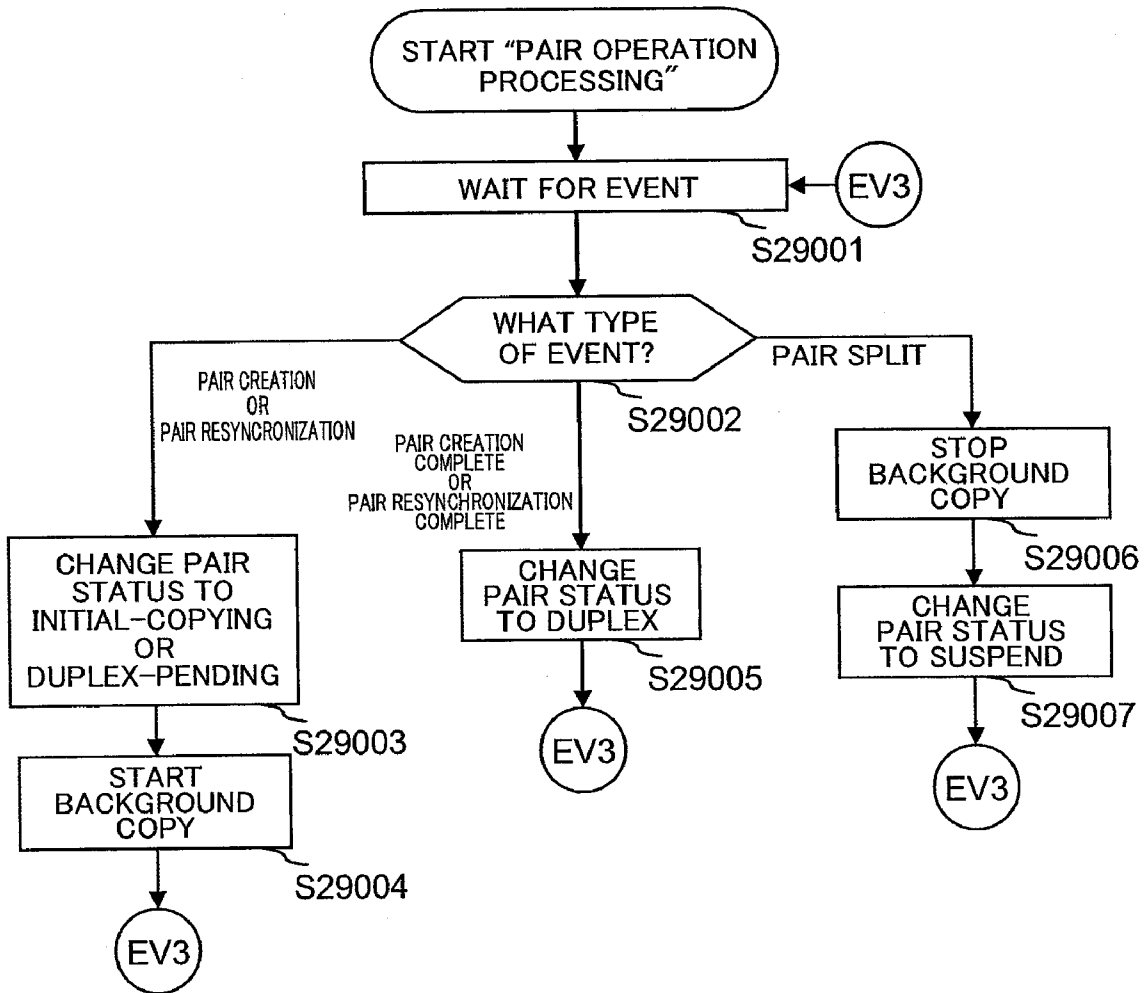 START “PAIR OPERATION
PROCESSING”
WAIT FOR EVENT
EV3
S29001
WHAT TYPE
OF EVENT?
S29002
PAIR CREATION
OR
PAIR RESYNCRONIZATION
PAIR CREATION
COMPLETE
OR
PAIR RESYNCHRONIZATION
COMPLETE
PAIR SPLIT
CHANGE PAIR
STATUS TO
INITIAL-COPYING
OR
DUPLEX-PENDING
S29003
START
BACKGROUND
COPY
S29004
EV3
CHANGE
PAIR STATUS
TO DUPLEX
S29005
EV3
STOP
BACKGROUND
COPY
S29006
CHANGE
PAIR STATUS
TO SUSPEND
S29007
EV3